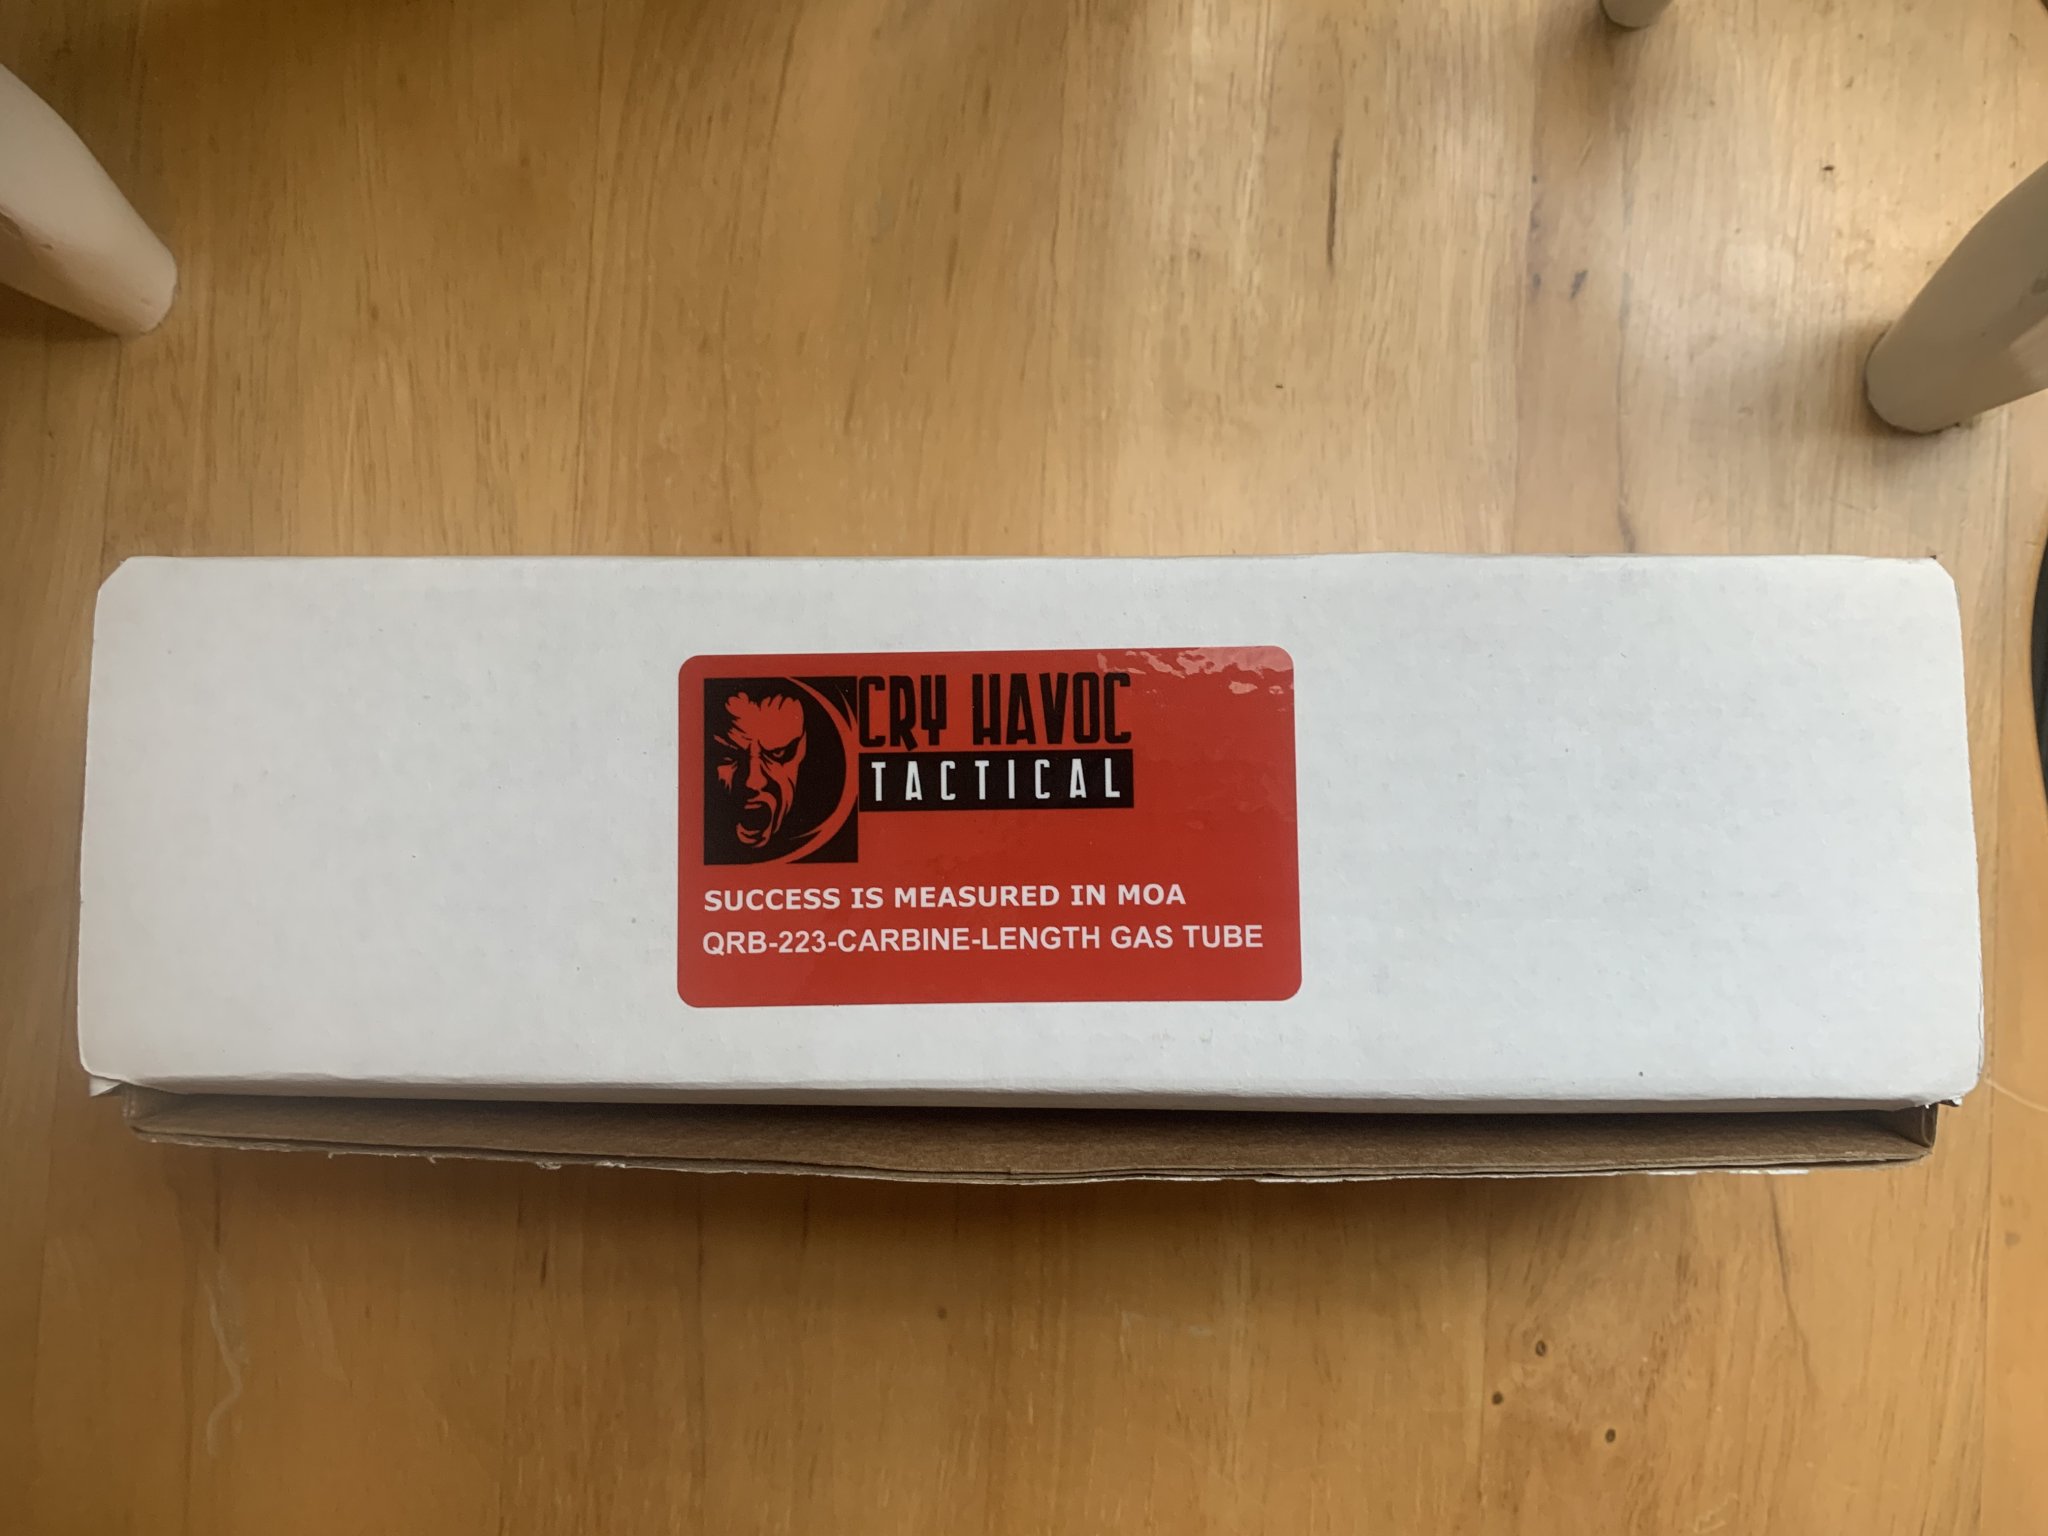 CRY HAVOC
TACTICAL
SUCCESS IS MEASURED IN MOA
QRB-223-CARBINE-LENGTH GAS TUBE